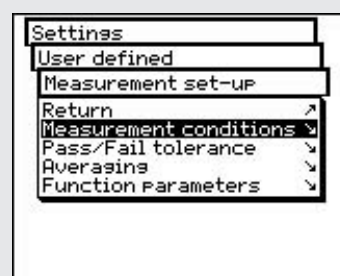 Settings
User defined
Measurement set-up
Return
Measurement conditions
Pass/Fail tolerance
Averaging
Function parameters